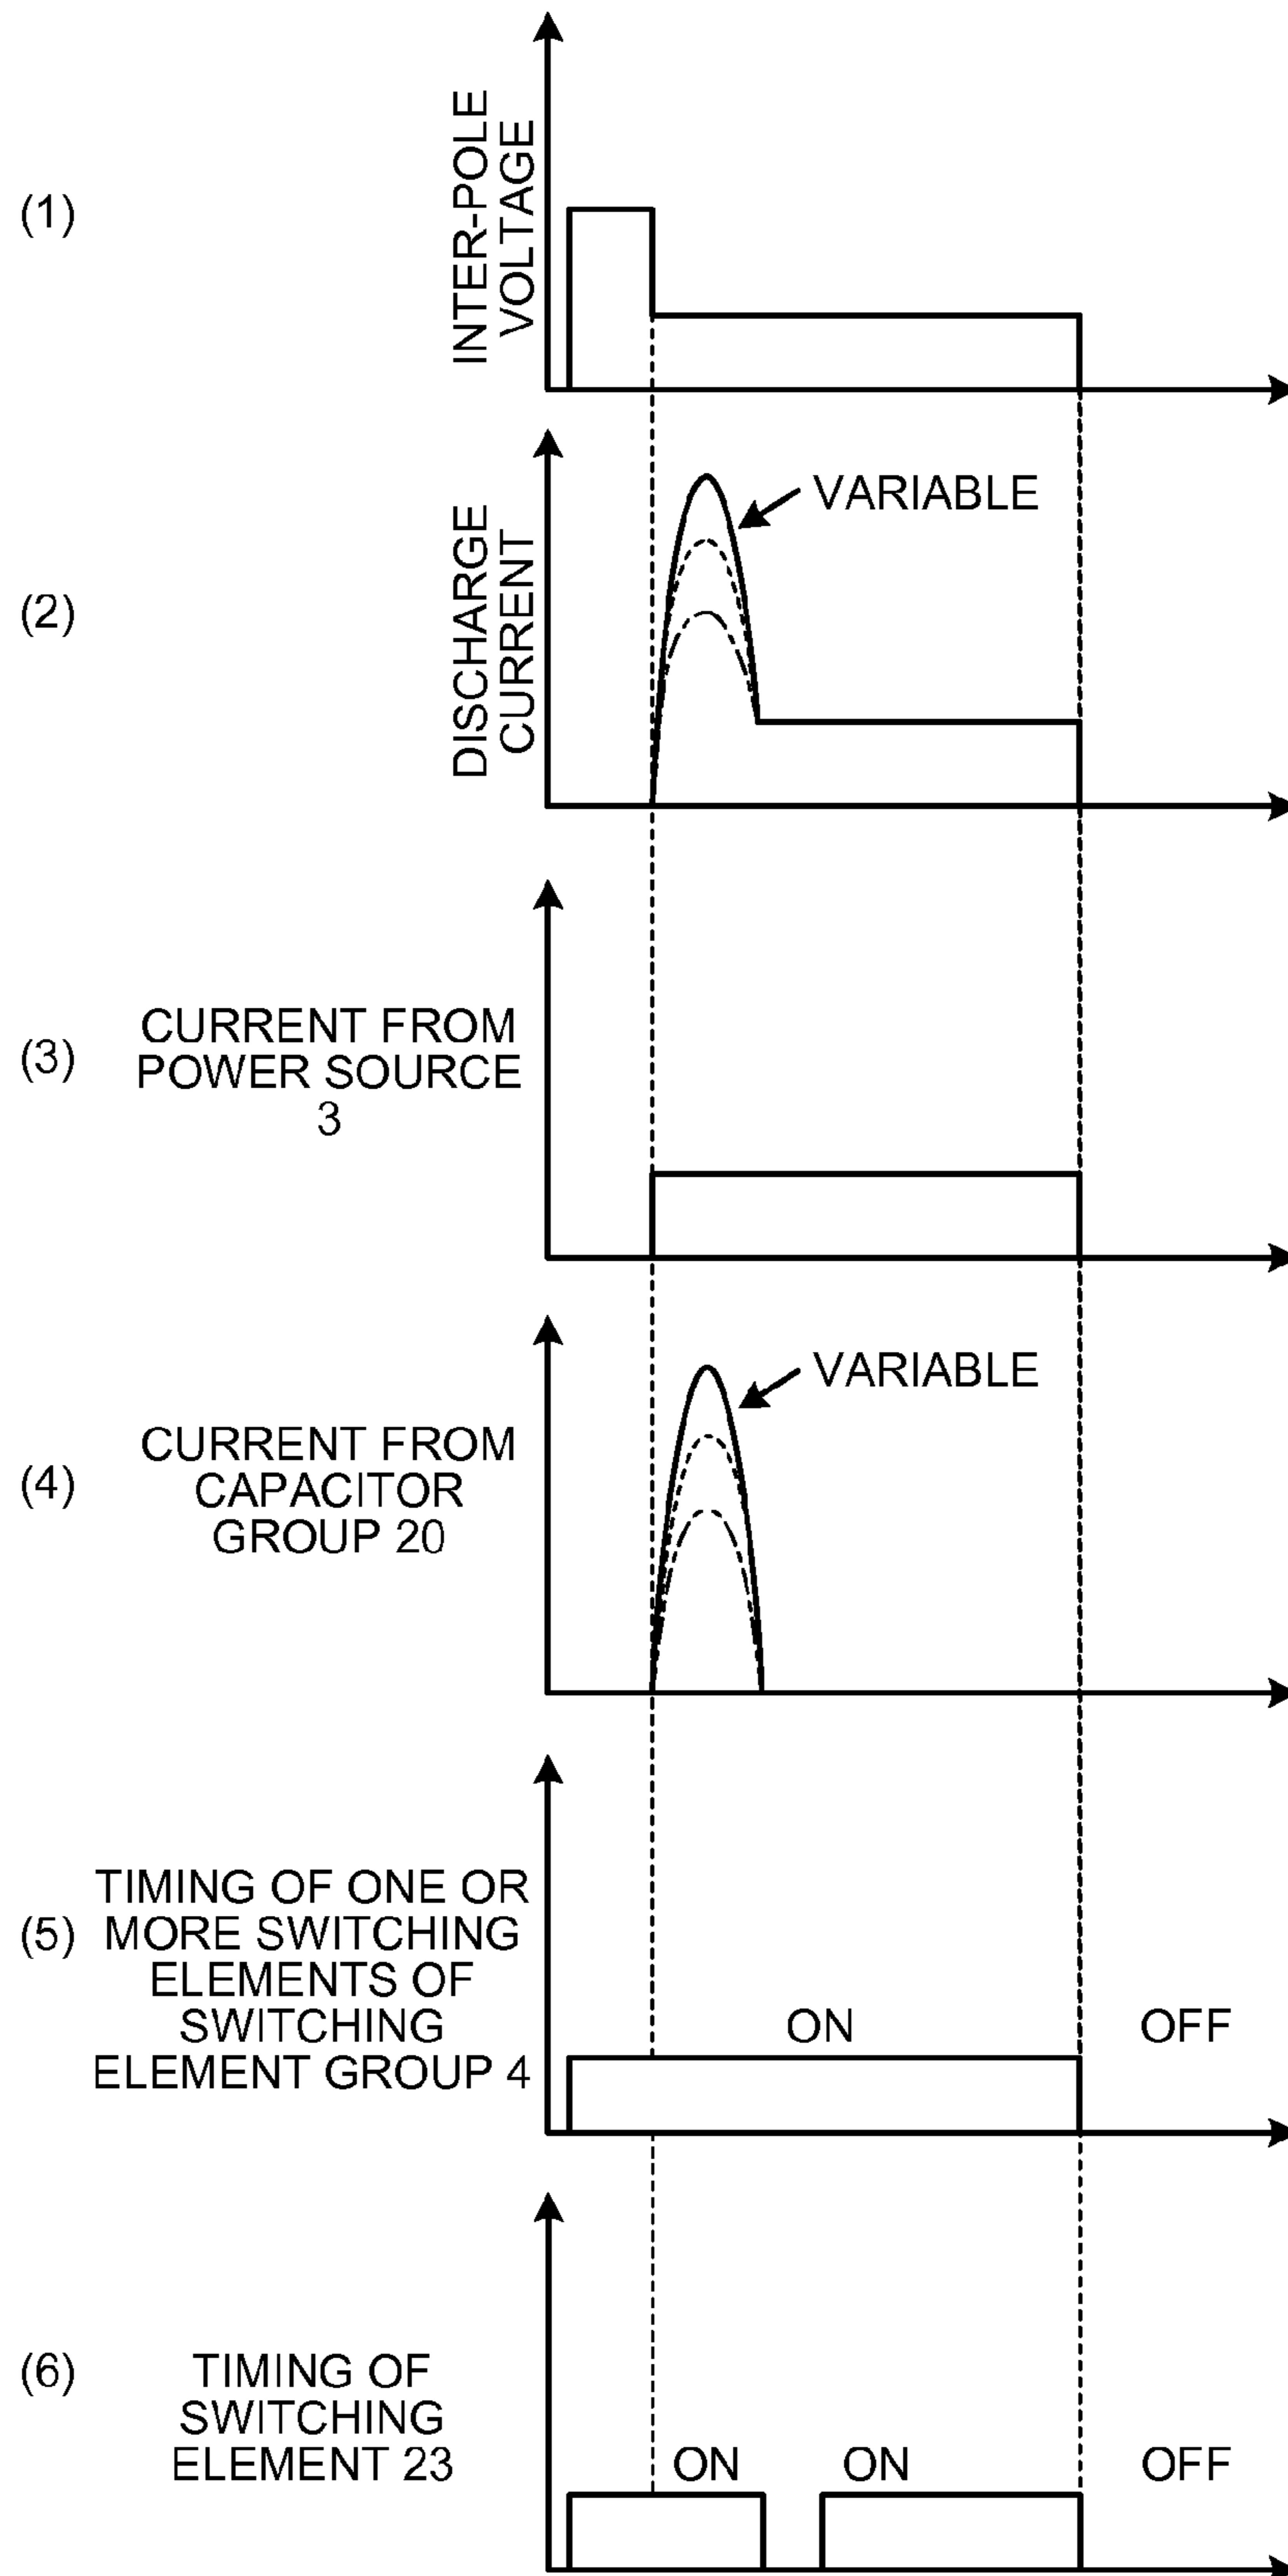 (1)
INTER-POLE
VOLTAGE
(2)
DISCHARGE
CURRENT
VARIABLE
(3)
CURRENT FROM
POWER SOURCE
3
(4)
CURRENT FROM
CAPACITOR
GROUP 20
VARIABLE
(5)
TIMING OF ONE OR
MORE SWITCHING
ELEMENTS OF
SWITCHING
ELEMENT GROUP 4
ON
OFF
(6)
TIMING OF
SWITCHING
ELEMENT 23
ON
ON
OFF